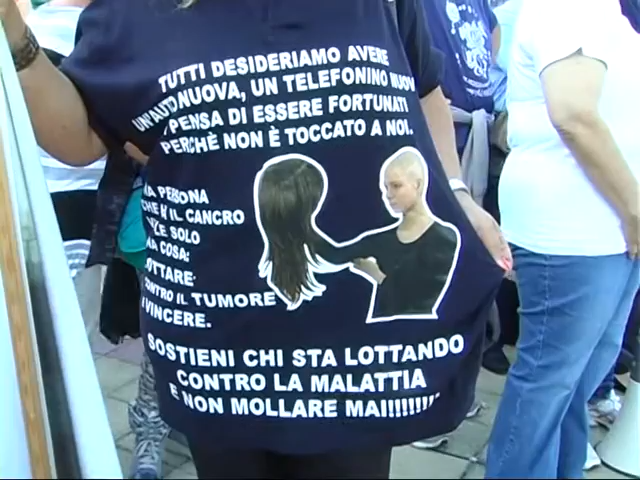 TUTTI DESIDERIAMO AVERE
UN'AUTO NUOVA, UN TELEFONINO NUOVO
PENSA DI ESSERE FORTUNATI
PERCHÈ NON È TOCCATO A NOI.
PERSONA
CHE IL CANCRO
SOLO
COSA:
LOTTARE
CONTRO IL TUMORE
VINCERE.
SOSTIENI CHI STA LOTTANDO
CONTRO LA MALATTIA
E NON MOLLARE MAI!!!!!!!